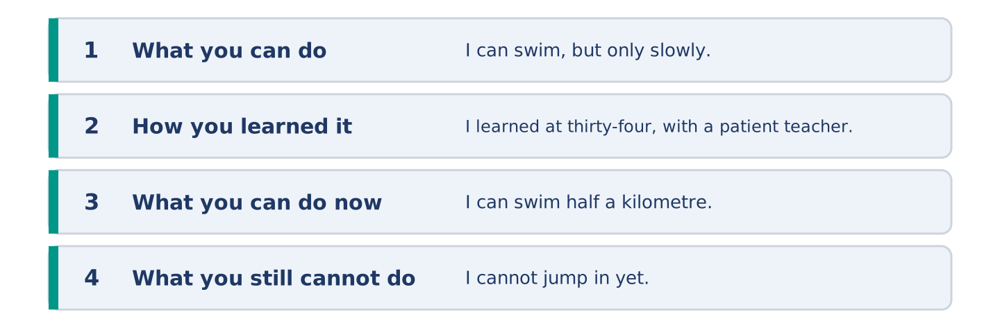 1 What you can do I can swim, but only slowly.
2 How you learned it I learned at thirty-four, with a patient teacher.
3 What you can do now I can swim half a kilometre.
4 What you still cannot do I cannot jump in yet.